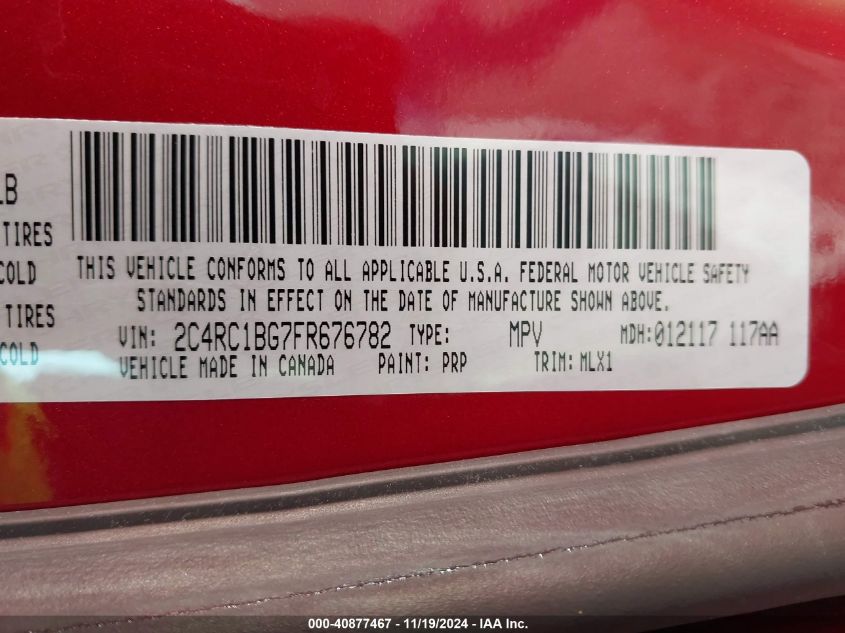 LB
TIRES
COLD
TIRES
COLD
THIS VEHICLE CONFORMS TO ALL APPLICABLE U.S.A. FEDERAL MOTOR VEHICLE SAFETY
STANDARDS IN EFFECT ON THE DATE OF MANUFACTURE SHOWN ABOVE.
VIN: 2C4RC1BG7FR676782 TYPE: MPV MDH:012117 117AA
VEHICLE MADE IN CANADA PAINT: PRP TRIM: MLX1
000-40877467 - 11/19/2024 - IAA Inc.